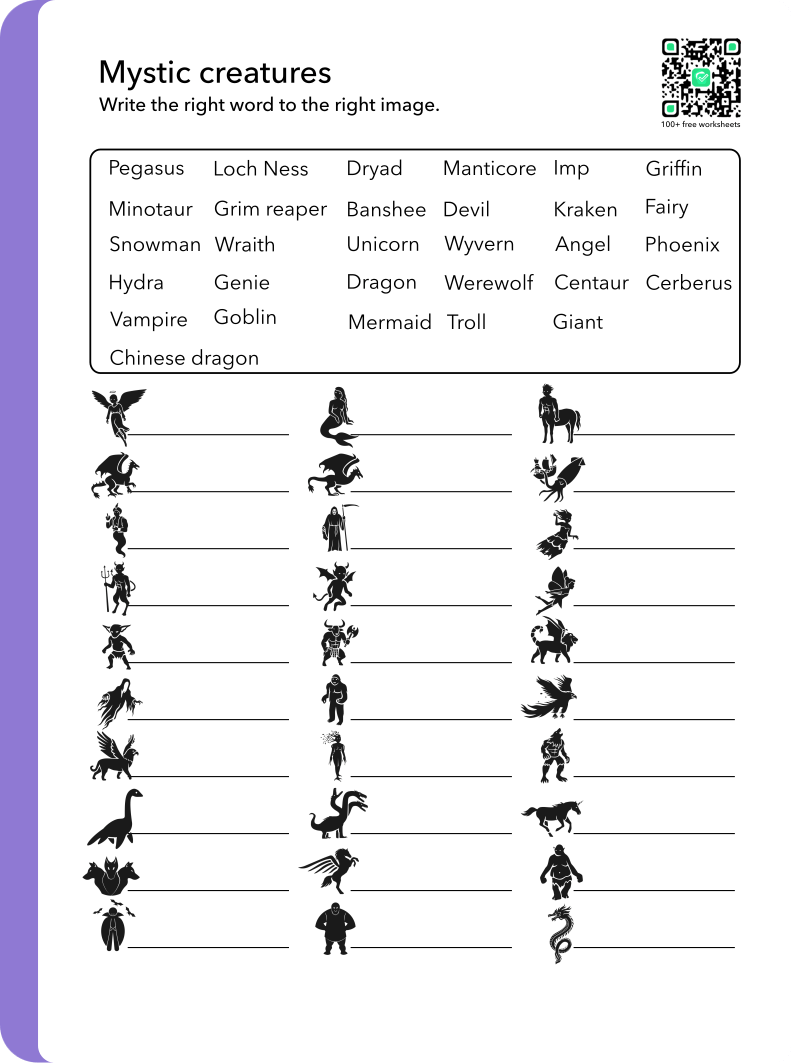 Mystic creatures
Write the right word to the right image.
100+ free worksheets
Pegasus Loch Ness Dryad Manticore Imp Griffin
Minotaur Grim reaper Banshee Devil Kraken Fairy
Snowman Wraith Unicorn Wyvern Angel Phoenix
Hydra Genie Dragon Werewolf Centaur Cerberus
Vampire Goblin Mermaid Troll Giant
Chinese dragon